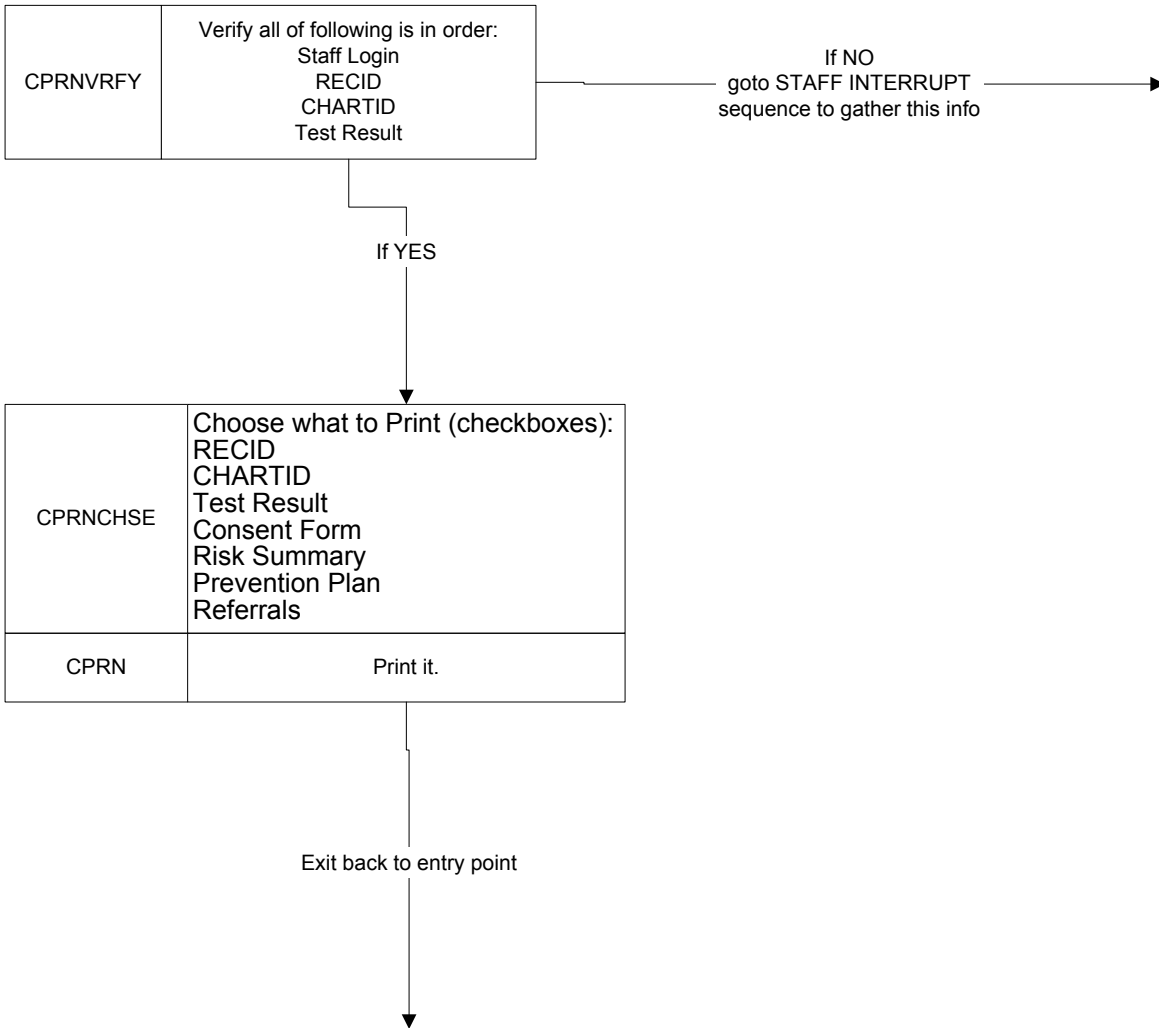 CPRNVRFY
Verify all of following is in order:
Staff Login
RECID
CHARTID
Test Result
If NO
goto STAFF INTERRUPT
sequence to gather this info
If YES
CPRNCHSE
Choose what to Print (checkboxes):
RECID
CHARTID
Test Result
Consent Form
Risk Summary
Prevention Plan
Referrals
CPRN
Print it.
Exit back to entry point